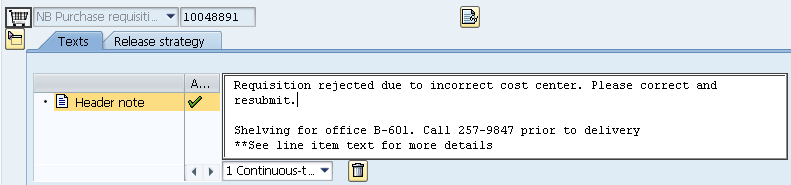 NB Purchase requisiti... 10048891
Texts Release strategy
A...
Header note
Requisition rejected due to incorrect cost center. Please correct and
resubmit.
Shelving for office B-601. Call 257-9847 prior to delivery
**See line item text for more details
1 Continuous-t...